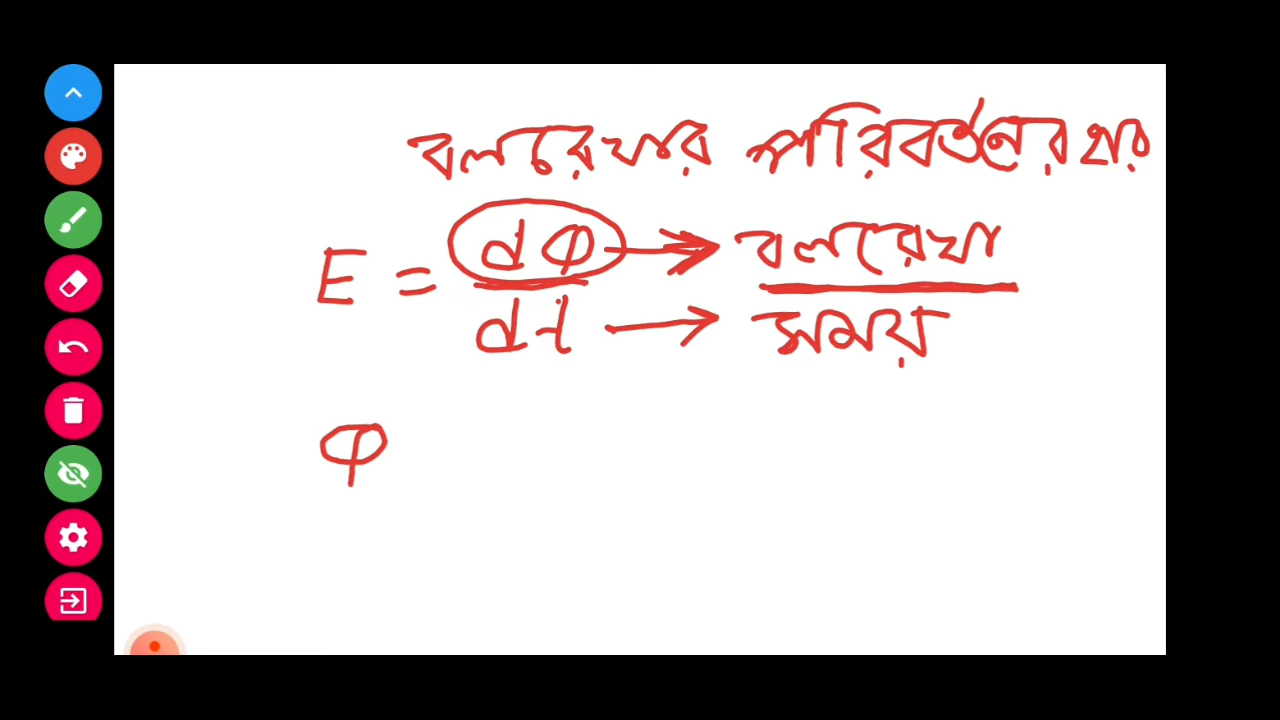 বলরেখার পরিবর্তনের হার
E = dΦ → বলরেখা
dt → সময়
Φ